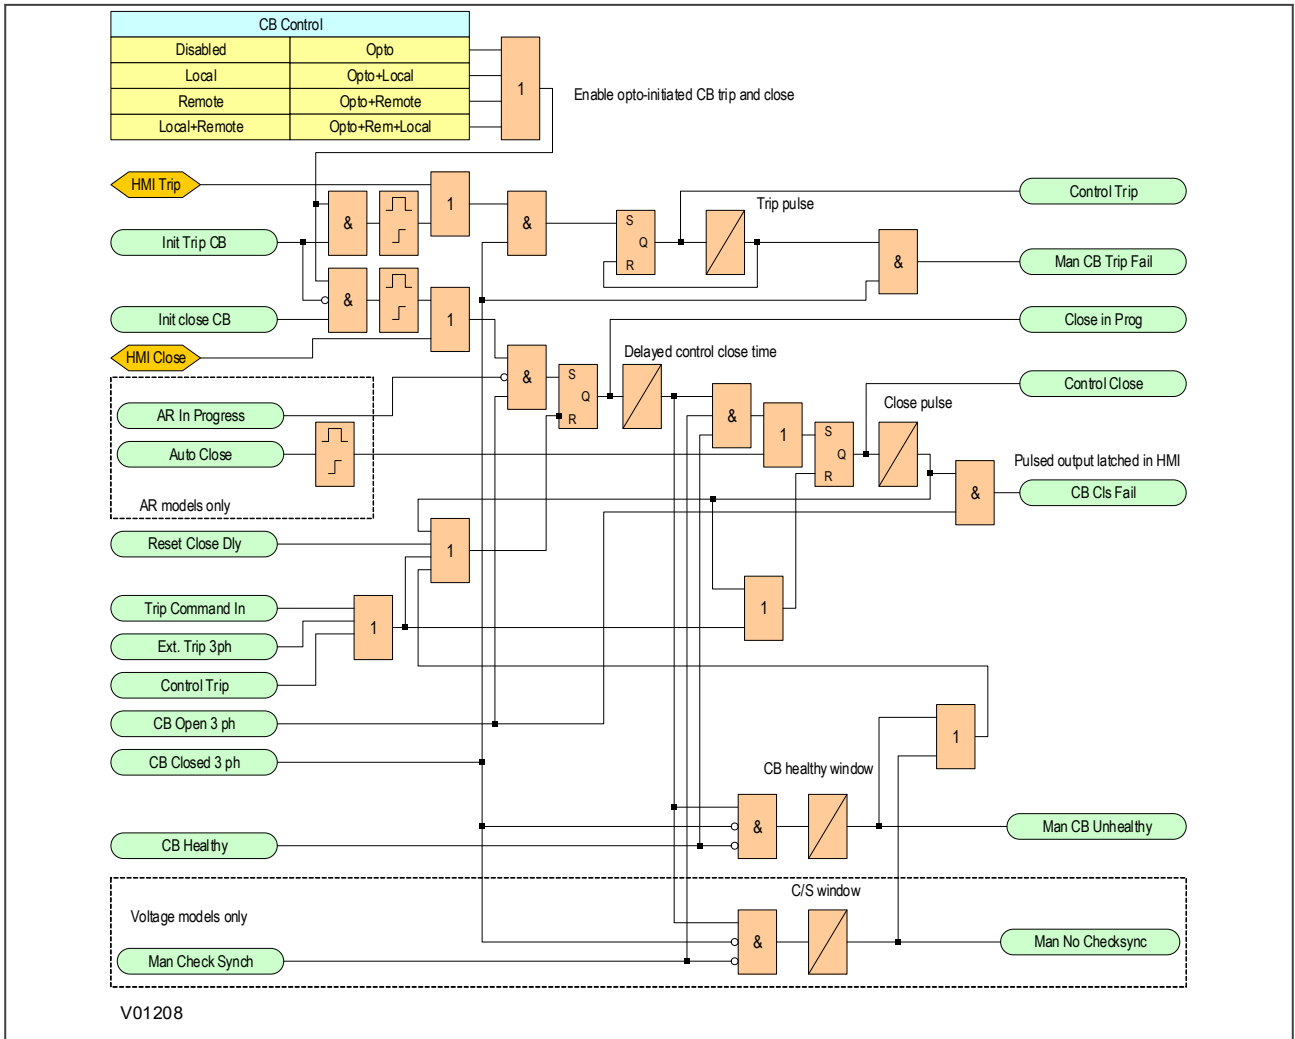 CB Control
Disabled
Opto
Local
Opto+Local
Remote
Opto+Remote
Local+Remote
Opto+Rem+Local
1
Enable opto-initiated CB trip and close
HMI Trip
1
&
&
S
Q
R
Trip pulse
Control Trip
Init Trip CB
&
Man CB Trip Fail
&
Init close CB
1
Close in Prog
HMI Close
Delayed control close time
&
S
Q
R
Control Close
AR In Progress
&
Close pulse
Auto Close
1
S
Q
R
Pulsed output latched in HMI
&
CB Cls Fail
AR models only
Reset Close Dly
1
Trip Command In
1
1
Ext. Trip 3ph
Control Trip
CB Open 3 ph
1
CB Closed 3 ph
CB healthy window
&
Man CB Unhealthy
CB Healthy
C/S window
Voltage models only
&
Man No Checksync
Man Check Synch
V01208